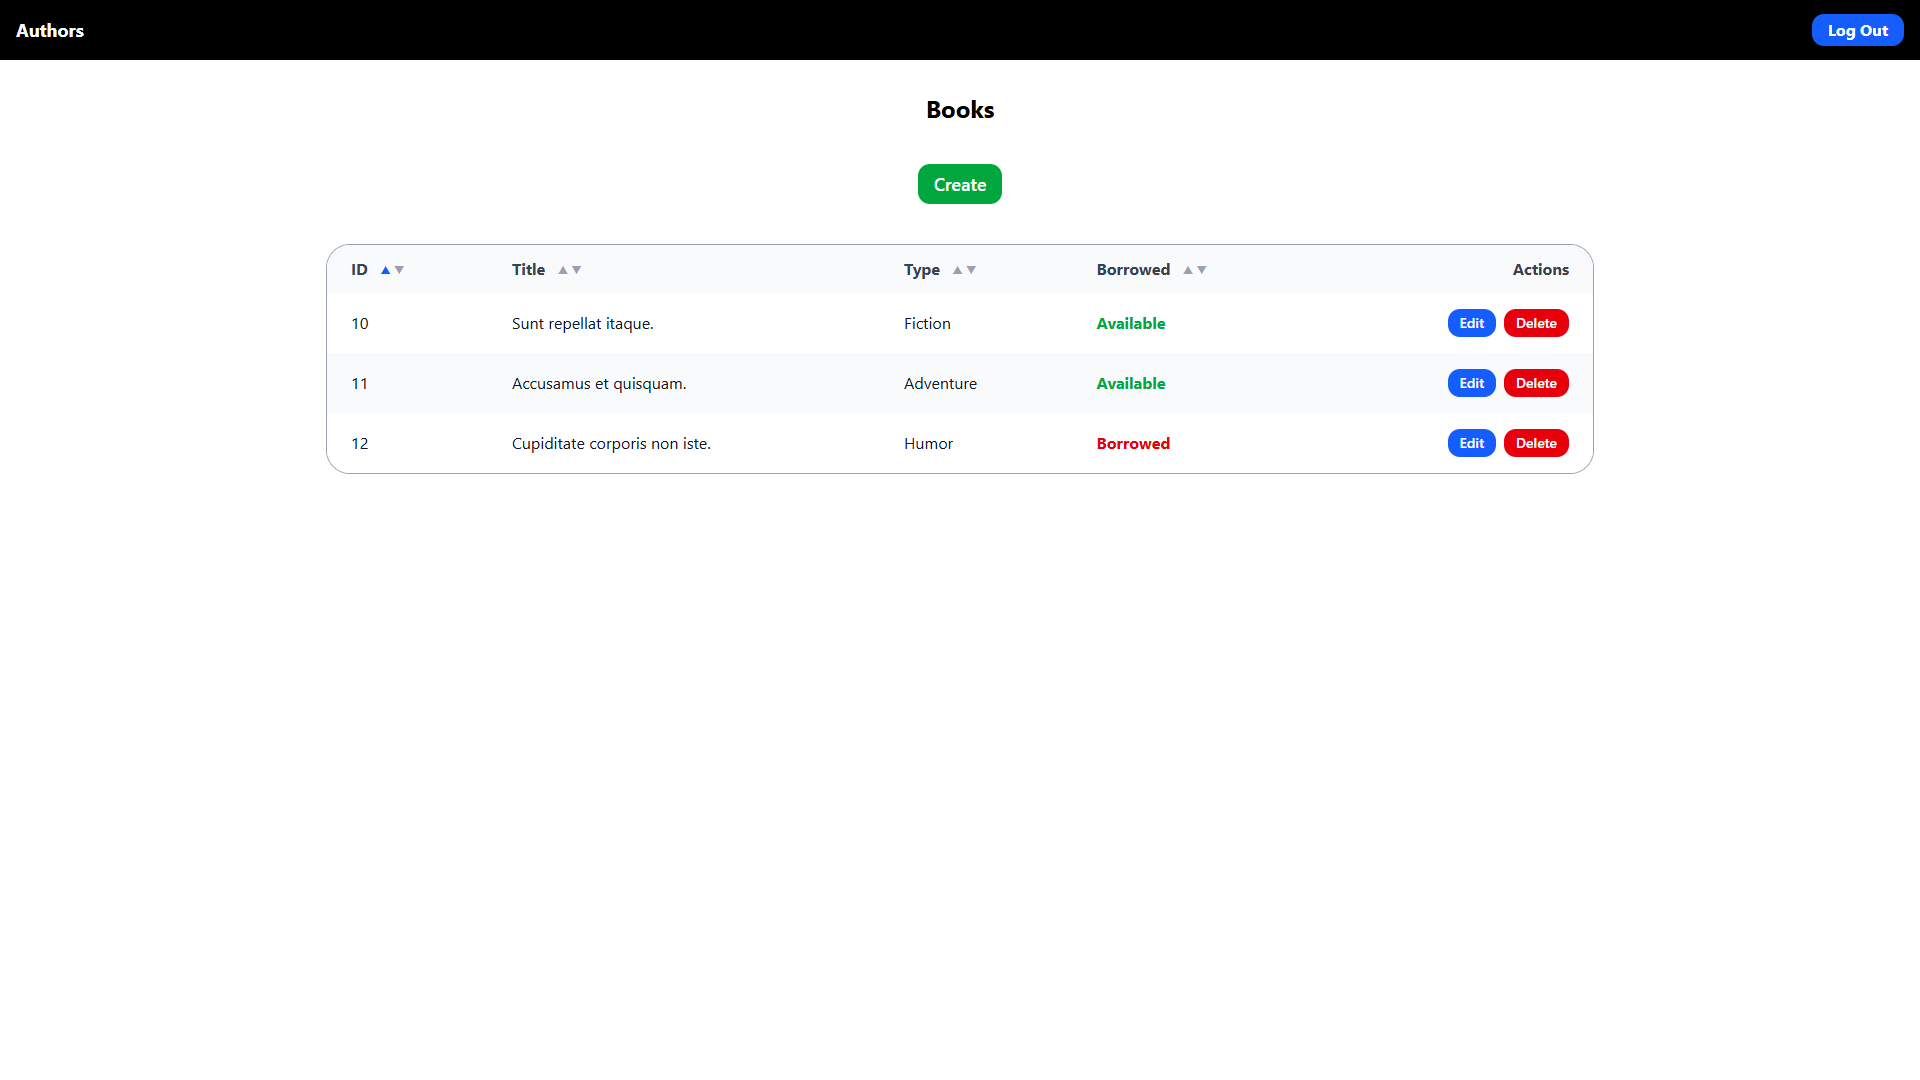 Authors Log Out
Books
Create
ID ▲▼ Title ▲▼ Type ▲▼ Borrowed ▲▼ Actions
10 Sunt repellat itaque. Fiction Available Edit Delete
11 Accusamus et quisquam. Adventure Available Edit Delete
12 Cupiditate corporis non iste. Humor Borrowed Edit Delete